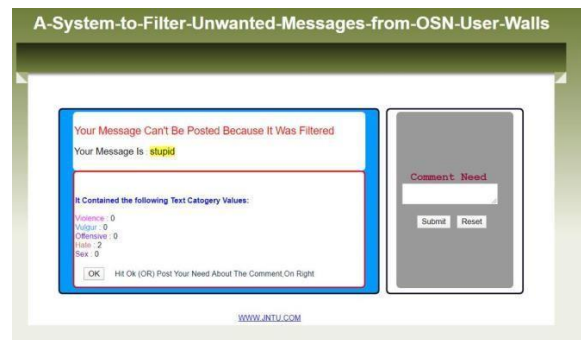 A-System-to-Filter-Unwanted-Messages-from-OSN-User-Walls
Your Message Can't Be Posted Because It Was Filtered
Your Message Is stupid
It Contained the following Text Catogery Values:
Violence : 0
Vulgur : 0
Offensive : 0
Hate : 2
Sex : 0
OK Hit Ok (OR) Post Your Need About The Comment On Right
Comment Need
Submit Reset
WWW.JNTU.COM